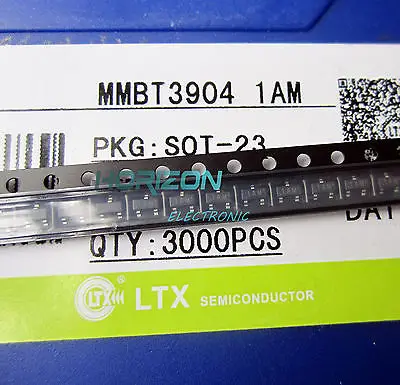 MMBT3904 1AM
PKG:SOT-23
HORIZON
ELECTRONIC
DAT
QTY:3000PCS
LTX LTX SEMICONDUCTOR